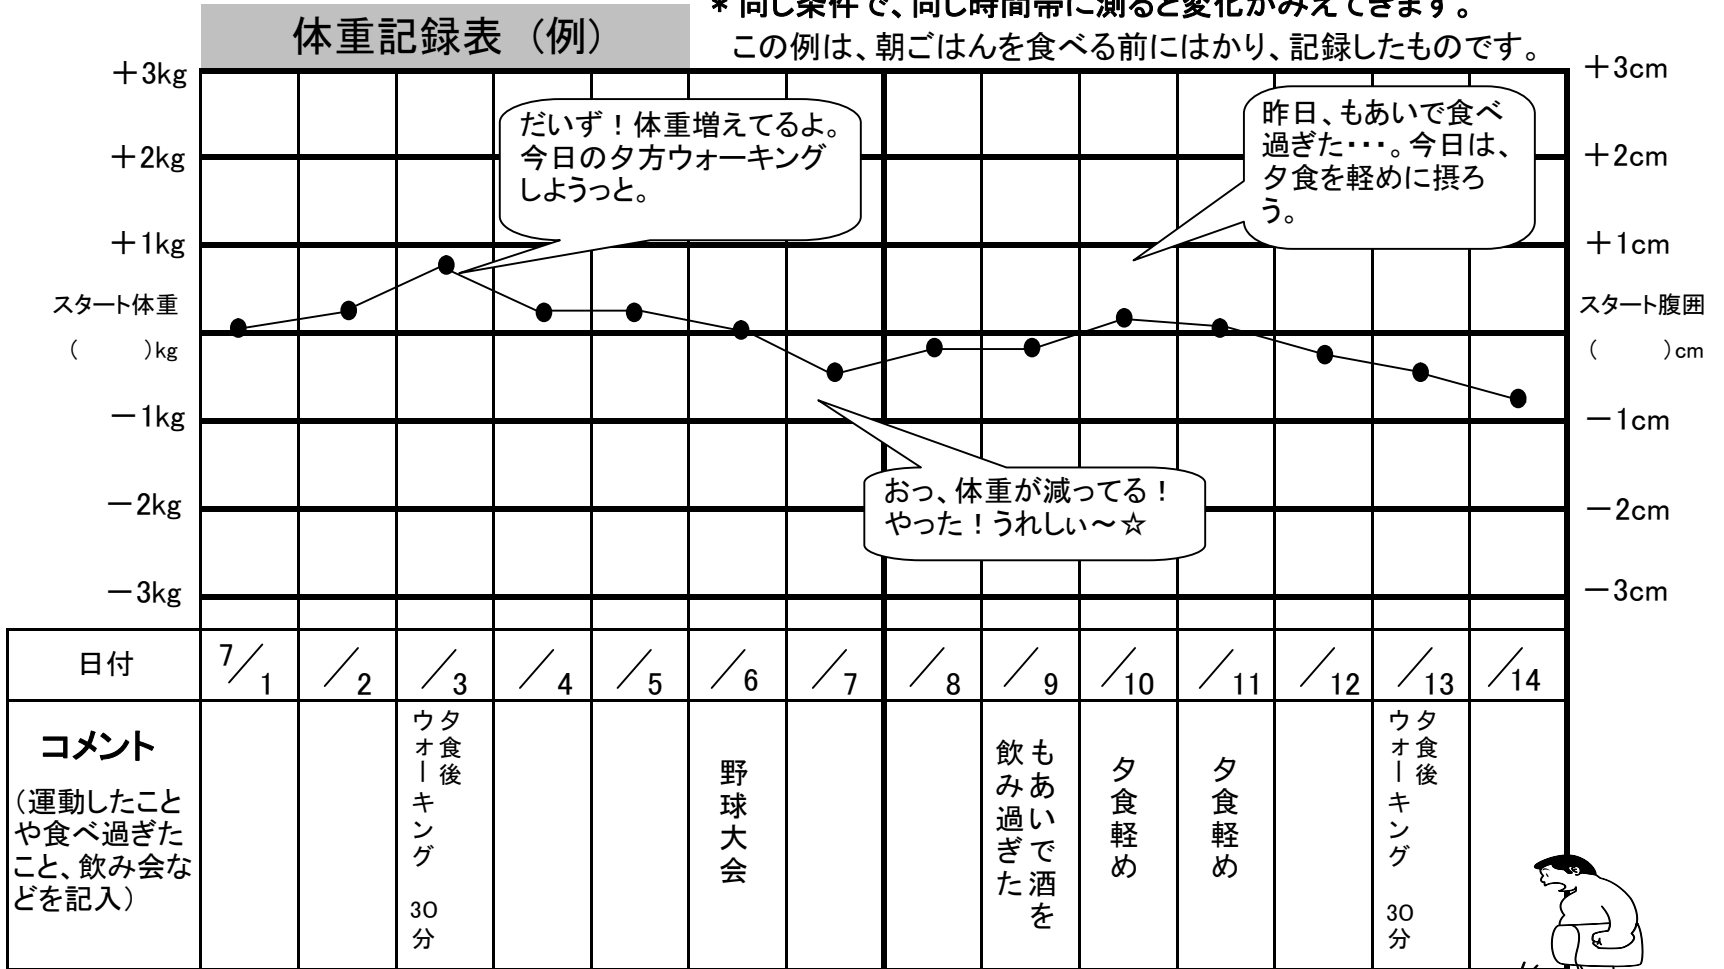 体重記録表（例）
＊同じ条件で、同じ時間帯に測ると変化がみえてきます。
この例は、朝ごはんを食べる前にはかり、記録したものです。
＋3kg
＋2kg
＋1kg
スタート体重
（　　）kg
－1kg
－2kg
－3kg
だいず！体重増えてるよ。
今日の夕方ウォーキング
しようっと。
昨日、もあいで食べ
過ぎた・・・。今日は、
夕食を軽めに摂ろ
う。
おっ、体重が減ってる！
やった！うれしぃ～☆
＋3cm
＋2cm
＋1cm
スタート腹囲
（　　）cm
－1cm
－2cm
－3cm
日付 7／1 ／2 ／3 ／4 ／5 ／6 ／7 ／8 ／9 ／10 ／11 ／12 ／13 ／14
コメント
（運動したこと
や食べ過ぎた
こと、飲み会な
どを記入）
夕食後
ウォーキング 30分
野球大会
もあいで酒を
飲み過ぎた
夕食軽め
夕食軽め
夕食後
ウォーキング 30分